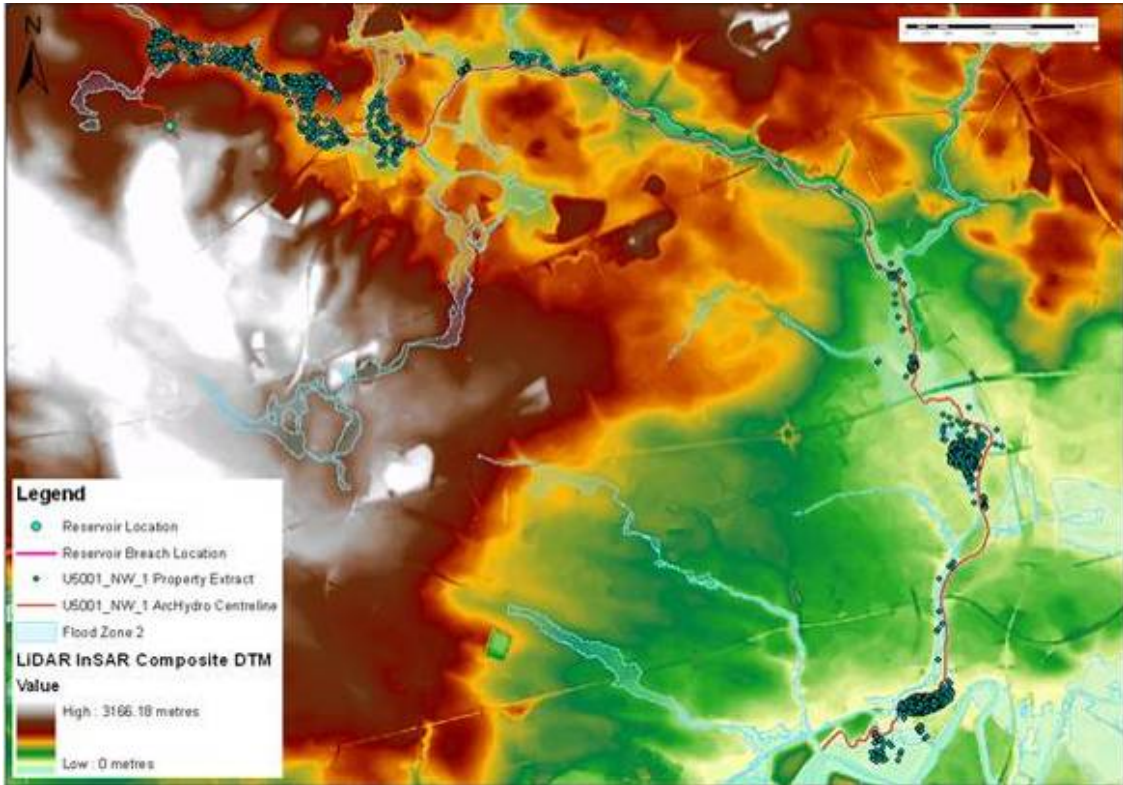 N
Legend
Reservoir Location
Reservoir Breach Location
U5001_NW_1 Property Extract
U5001_NW_1 ArcHydro Centreline
Flood Zone 2
LiDAR InSAR Composite DTM
Value
High : 3166.18 metres
Low : 0 metres